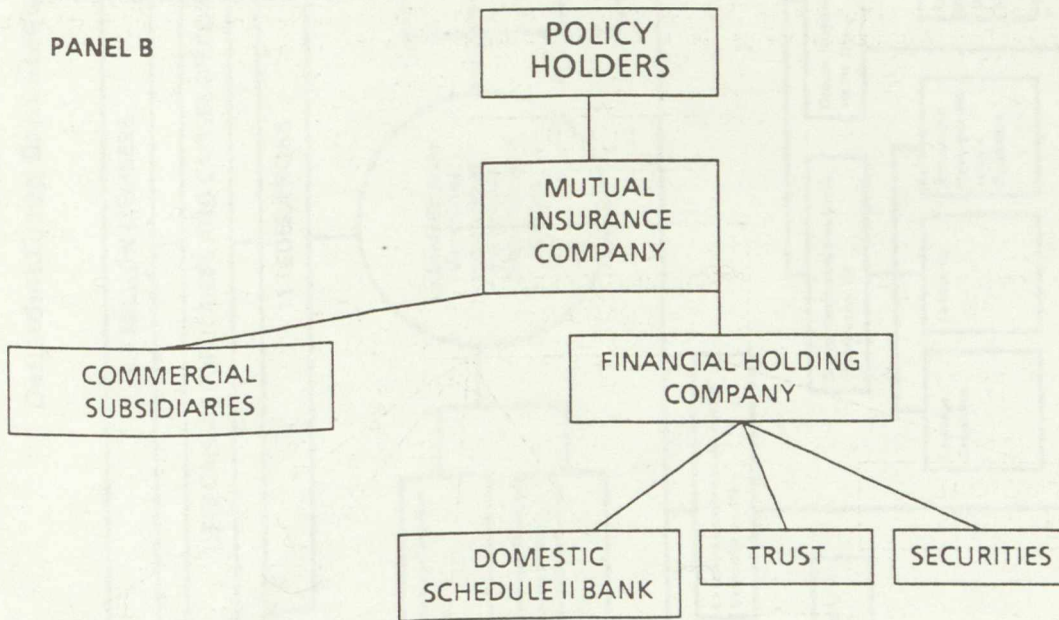 PANEL B
POLICY
HOLDERS
MUTUAL
INSURANCE
COMPANY
COMMERCIAL
SUBSIDIARIES
FINANCIAL HOLDING
COMPANY
DOMESTIC
SCHEDULE II BANK
TRUST
SECURITIES